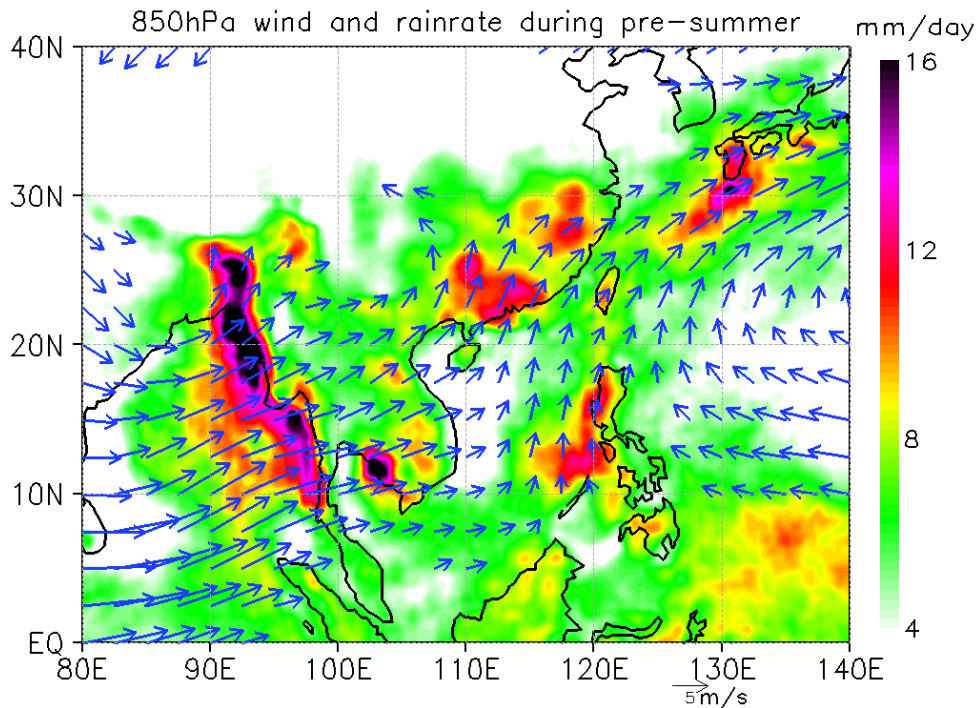 850hPa wind and rainrate during pre-summer
mm/day
40N
30N
20N
10N
EQ
80E 90E 100E 110E 120E 130E 140E
16
12
8
4
5m/s